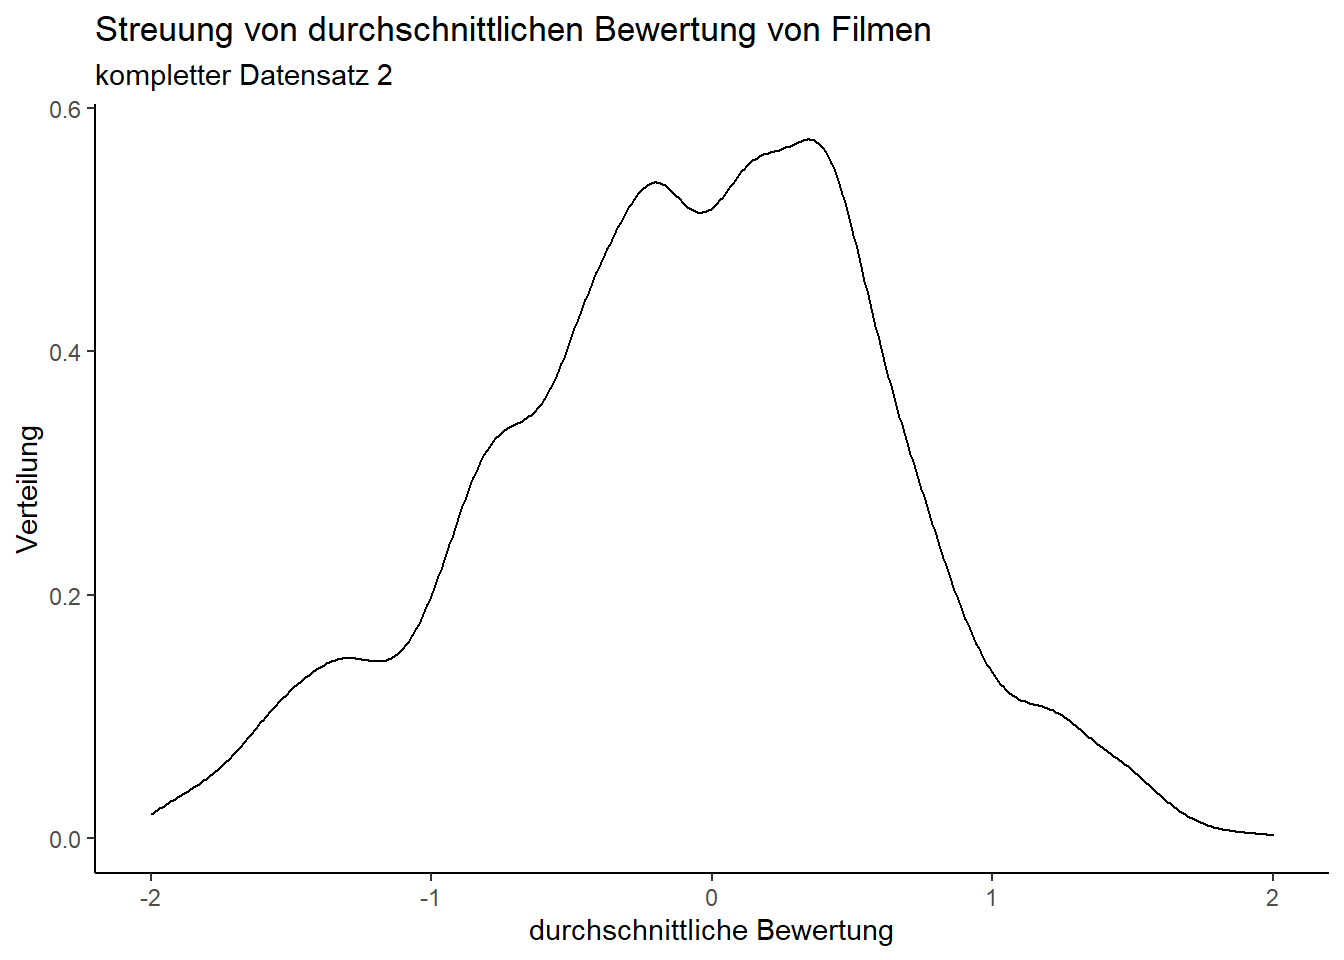 Streuung von durchschnittlichen Bewertung von Filmen
kompletter Datensatz 2
0.6
0.4
0.2
0.0
Verteilung
-2 -1 0 1 2
durchschnittliche Bewertung